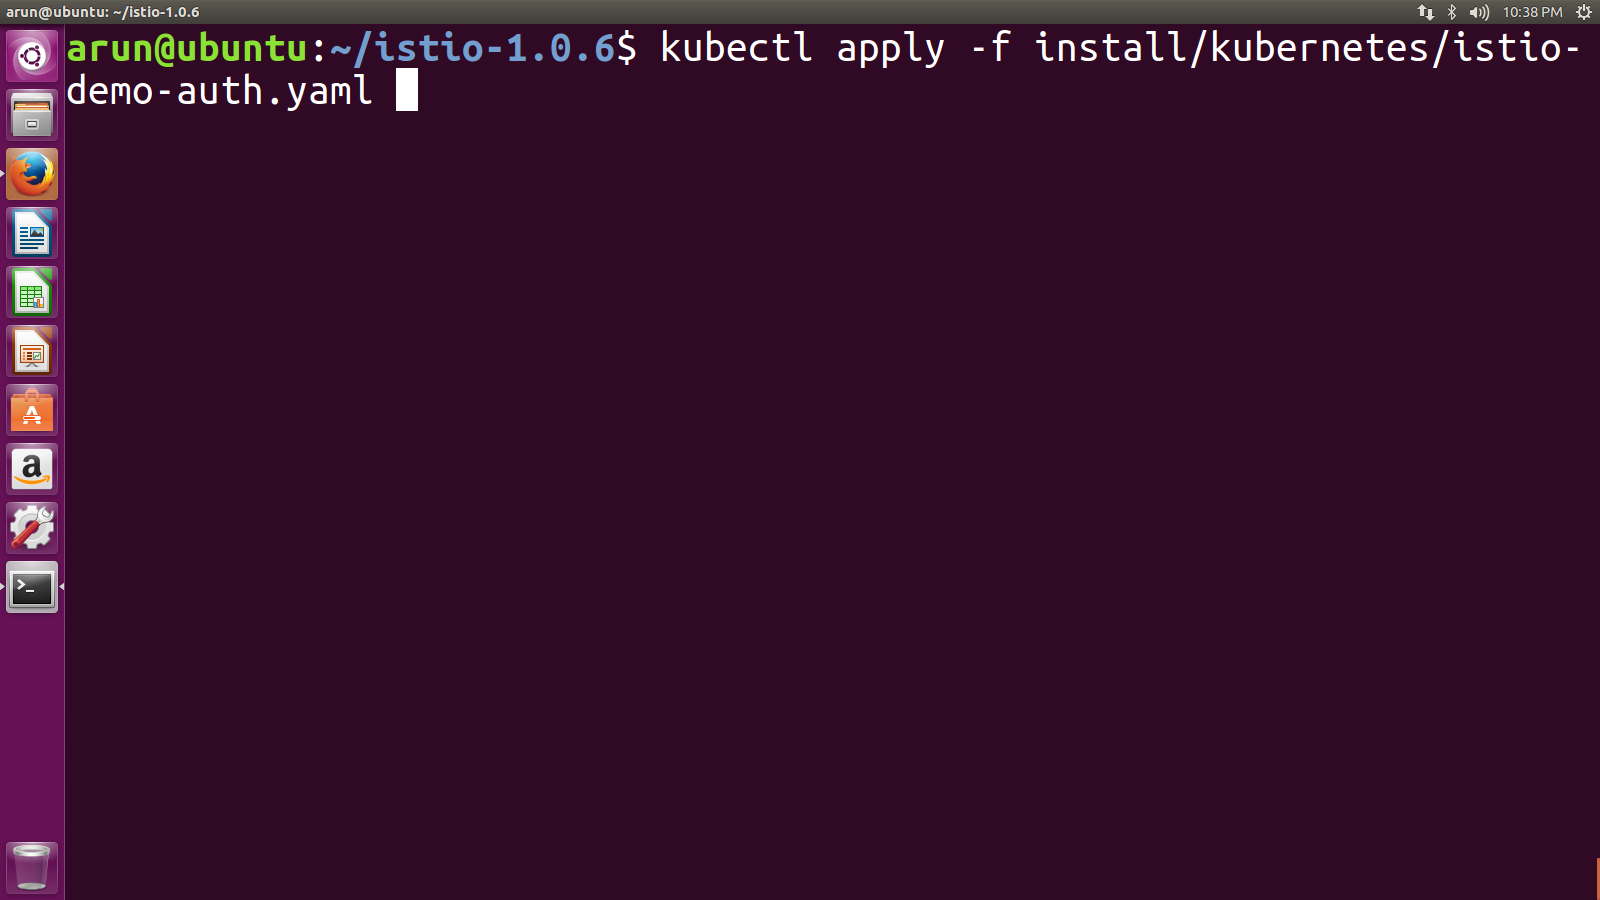 arun@ubuntu: ~/istio-1.0.6
10:38 PM
arun@ubuntu:~/istio-1.0.6$ kubectl apply -f install/kubernetes/istio-
demo-auth.yaml